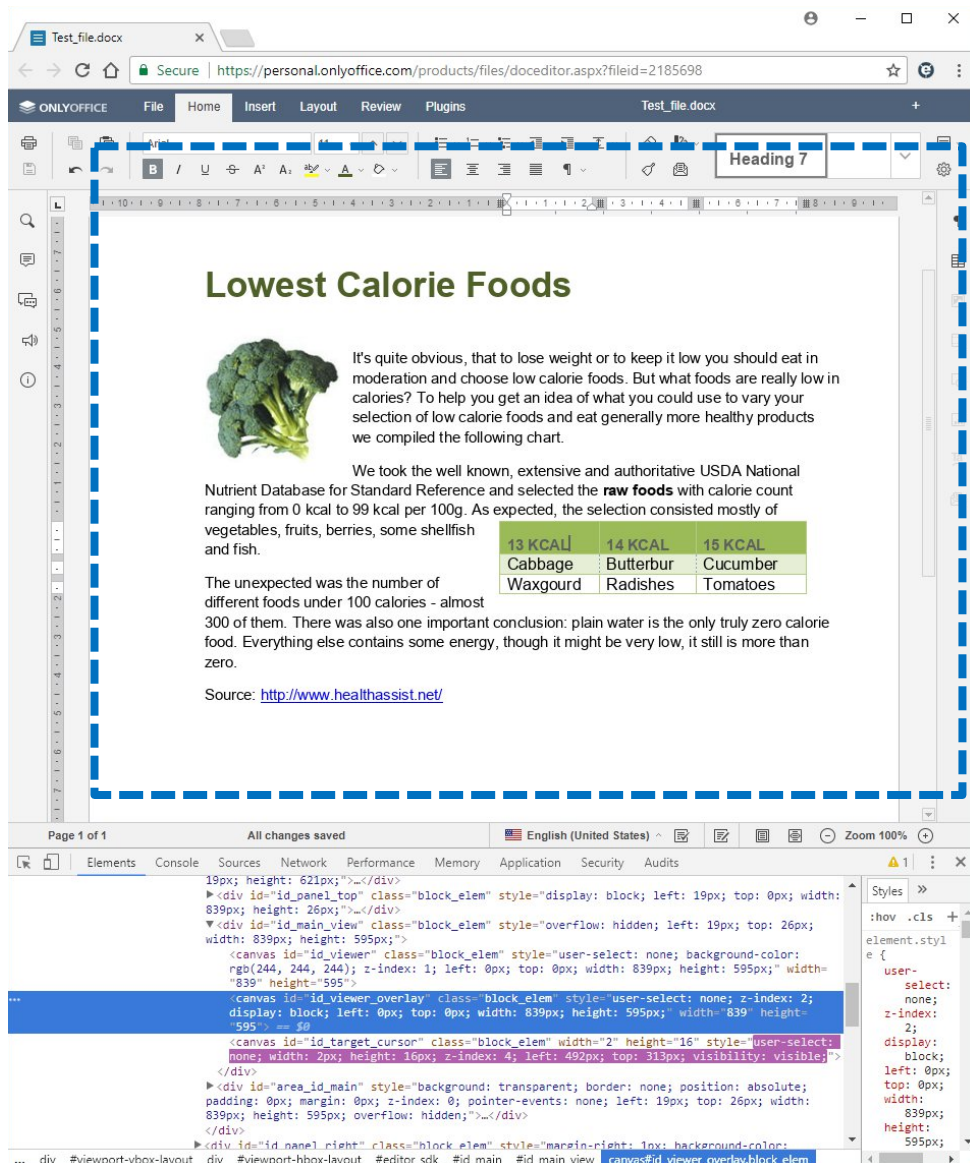 Test_file.docx
Secure | https://personal.onlyoffice.com/products/files/doceditor.aspx?fileid=2185698
ONLYOFFICE File Home Insert Layout Review Plugins Test_file.docx +
Heading 7
Lowest Calorie Foods
It's quite obvious, that to lose weight or to keep it low you should eat in
moderation and choose low calorie foods. But what foods are really low in
calories? To help you get an idea of what you could use to vary your
selection of low calorie foods and eat generally more healthy products
we compiled the following chart.
We took the well known, extensive and authoritative USDA National
Nutrient Database for Standard Reference and selected the raw foods with calorie count
ranging from 0 kcal to 99 kcal per 100g. As expected, the selection consisted mostly of
vegetables, fruits, berries, some shellfish
and fish.
13 KCAL 14 KCAL 15 KCAL
Cabbage Butterbur Cucumber
Waxgourd Radishes Tomatoes
The unexpected was the number of
different foods under 100 calories - almost
300 of them. There was also one important conclusion: plain water is the only truly zero calorie
food. Everything else contains some energy, though it might be very low, it still is more than
zero.
Source: http://www.healthassist.net/
Page 1 of 1 All changes saved English (United States) Zoom 100%
Elements Console Sources Network Performance Memory Application Security Audits 1
19px; height: 621px;">…</div>
<div id="id_panel_top" class="block_elem" style="display: block; left: 19px; top: 0px; width:
839px; height: 26px;">…</div>
<div id="id_main_view" class="block_elem" style="overflow: hidden; left: 19px; top: 26px;
width: 839px; height: 595px;">
<canvas id="id_viewer" class="block_elem" style="user-select: none; background-color:
rgb(244, 244, 244); z-index: 1; left: 0px; top: 0px; width: 839px; height: 595px;" width=
"839" height="595">
<canvas id="id_viewer_overlay" class="block_elem" style="user-select: none; z-index: 2;
display: block; left: 0px; top: 0px; width: 839px; height: 595px;" width="839" height=
"595"> == $0
<canvas id="id_target_cursor" class="block_elem" width="2" height="16" style="user-select:
none; width: 2px; height: 16px; z-index: 4; left: 492px; top: 313px; visibility: visible;">
</div>
<div id="area_id_main" style="background: transparent; border: none; position: absolute;
padding: 0px; margin: 0px; z-index: 0; pointer-events: none; left: 19px; top: 26px; width:
839px; height: 595px; overflow: hidden;">…</div>
</div>
<div id="id_panel_right" class="block_elem" style="margin-right: 1px; background-color:
... div #viewport-vbox-layout div #viewport-hbox-layout #editor_sdk #id_main #id_main_view canvas#id_viewer_overlay.block_elem
Styles »
:hov .cls +
element.styl
e {
user-
select:
none;
z-index:
2;
display:
block;
left: 0px;
top: 0px;
width:
839px;
height:
595px;